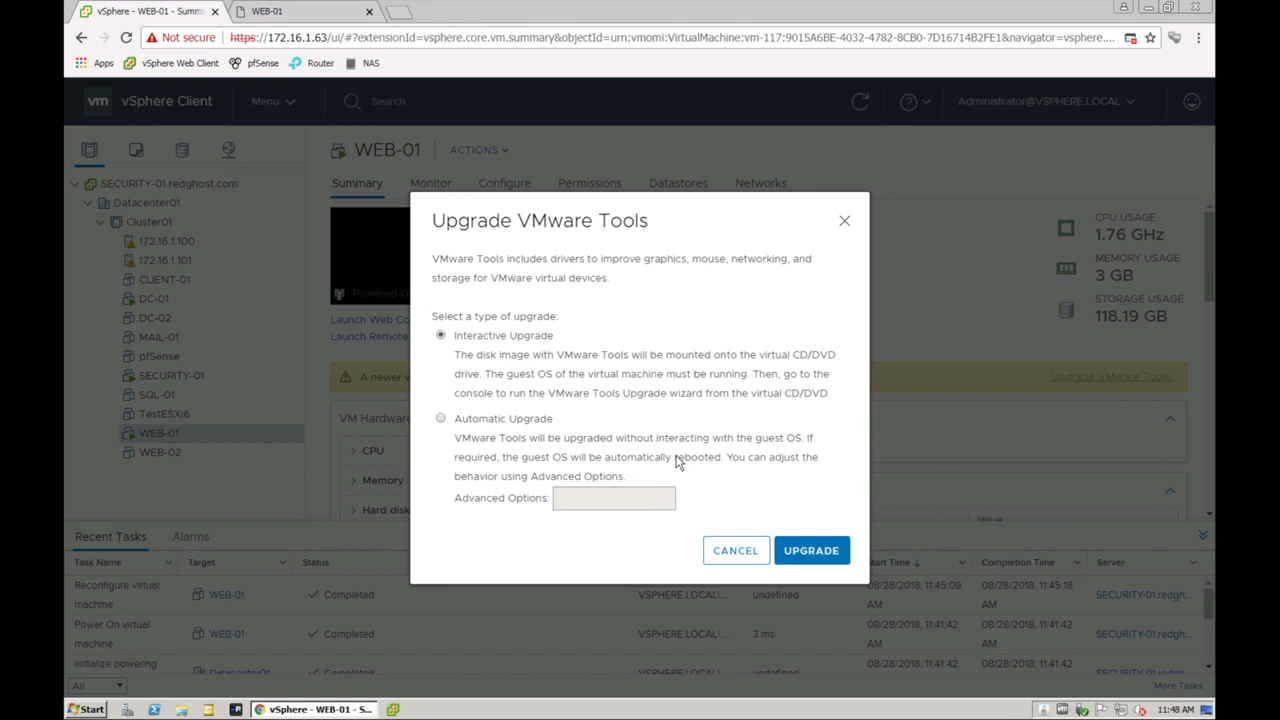 vSphere - WEB-01 - Summ
WEB-01
Not secure
https://172.16.1.63/ui/#?extensionId=vsphere.core.vm.summary&objectId=urn:vmomi:VirtualMachine:vm-117:9015A6BE-4032-4782-8CB0-7D16714B2FE1&navigator=vsphere....
Apps
vSphere Web Client
pfSense
Router
NAS
vm
vSphere Client
Menu
Search
Administrator@VSPHERE.LOCAL
WEB-01
ACTIONS
Summary
Monitor
Configure
Permissions
Datastores
Networks
SECURITY-01.redghost.com
Datacenter01
Cluster01
172.16.1.100
172.16.1.101
CLIENT-01
DC-01
DC-02
MAIL-01
pfSense
SECURITY-01
SQL-01
TestESXi6
WEB-01
WEB-02
Powered O
Launch Web Co
Launch Remote
CPU USAGE
1.76 GHz
MEMORY USAGE
3 GB
STORAGE USAGE
118.19 GB
A newer v
Upgrade VMware Tools...
VM Hardware
CPU
Memory
Hard disk
Value
Upgrade VMware Tools
VMware Tools includes drivers to improve graphics, mouse, networking, and
storage for VMware virtual devices.
Select a type of upgrade:
Interactive Upgrade
The disk image with VMware Tools will be mounted onto the virtual CD/DVD
drive. The guest OS of the virtual machine must be running. Then, go to the
console to run the VMware Tools Upgrade wizard from the virtual CD/DVD.
Automatic Upgrade
VMware Tools will be upgraded without interacting with the guest OS. If
required, the guest OS will be automatically rebooted. You can adjust the
behavior using Advanced Options.
Advanced Options:
CANCEL
UPGRADE
Recent Tasks
Alarms
Task Name
Target
Status
Start Time
Completion Time
Server
Reconfigure virtual
machine
WEB-01
Completed
VSPHERE.LOCAL\...
undefined
08/28/2018, 11:45:09
AM
08/28/2018, 11:45:18
AM
SECURITY-01.redgh...
Power On virtual
machine
WEB-01
Completed
VSPHERE.LOCAL\...
3 ms
08/28/2018, 11:41:42
AM
08/28/2018, 11:41:42
AM
SECURITY-01.redgh...
Initialize powering
Datacenter01
Completed
VSPHERE.LOCAL\...
undefined
08/28/2018, 11:41:42
08/28/2018, 11:41:42
SECURITY-01.redgh...
All
More Tasks
Start
vSphere - WEB-01 - S...
11:48 AM